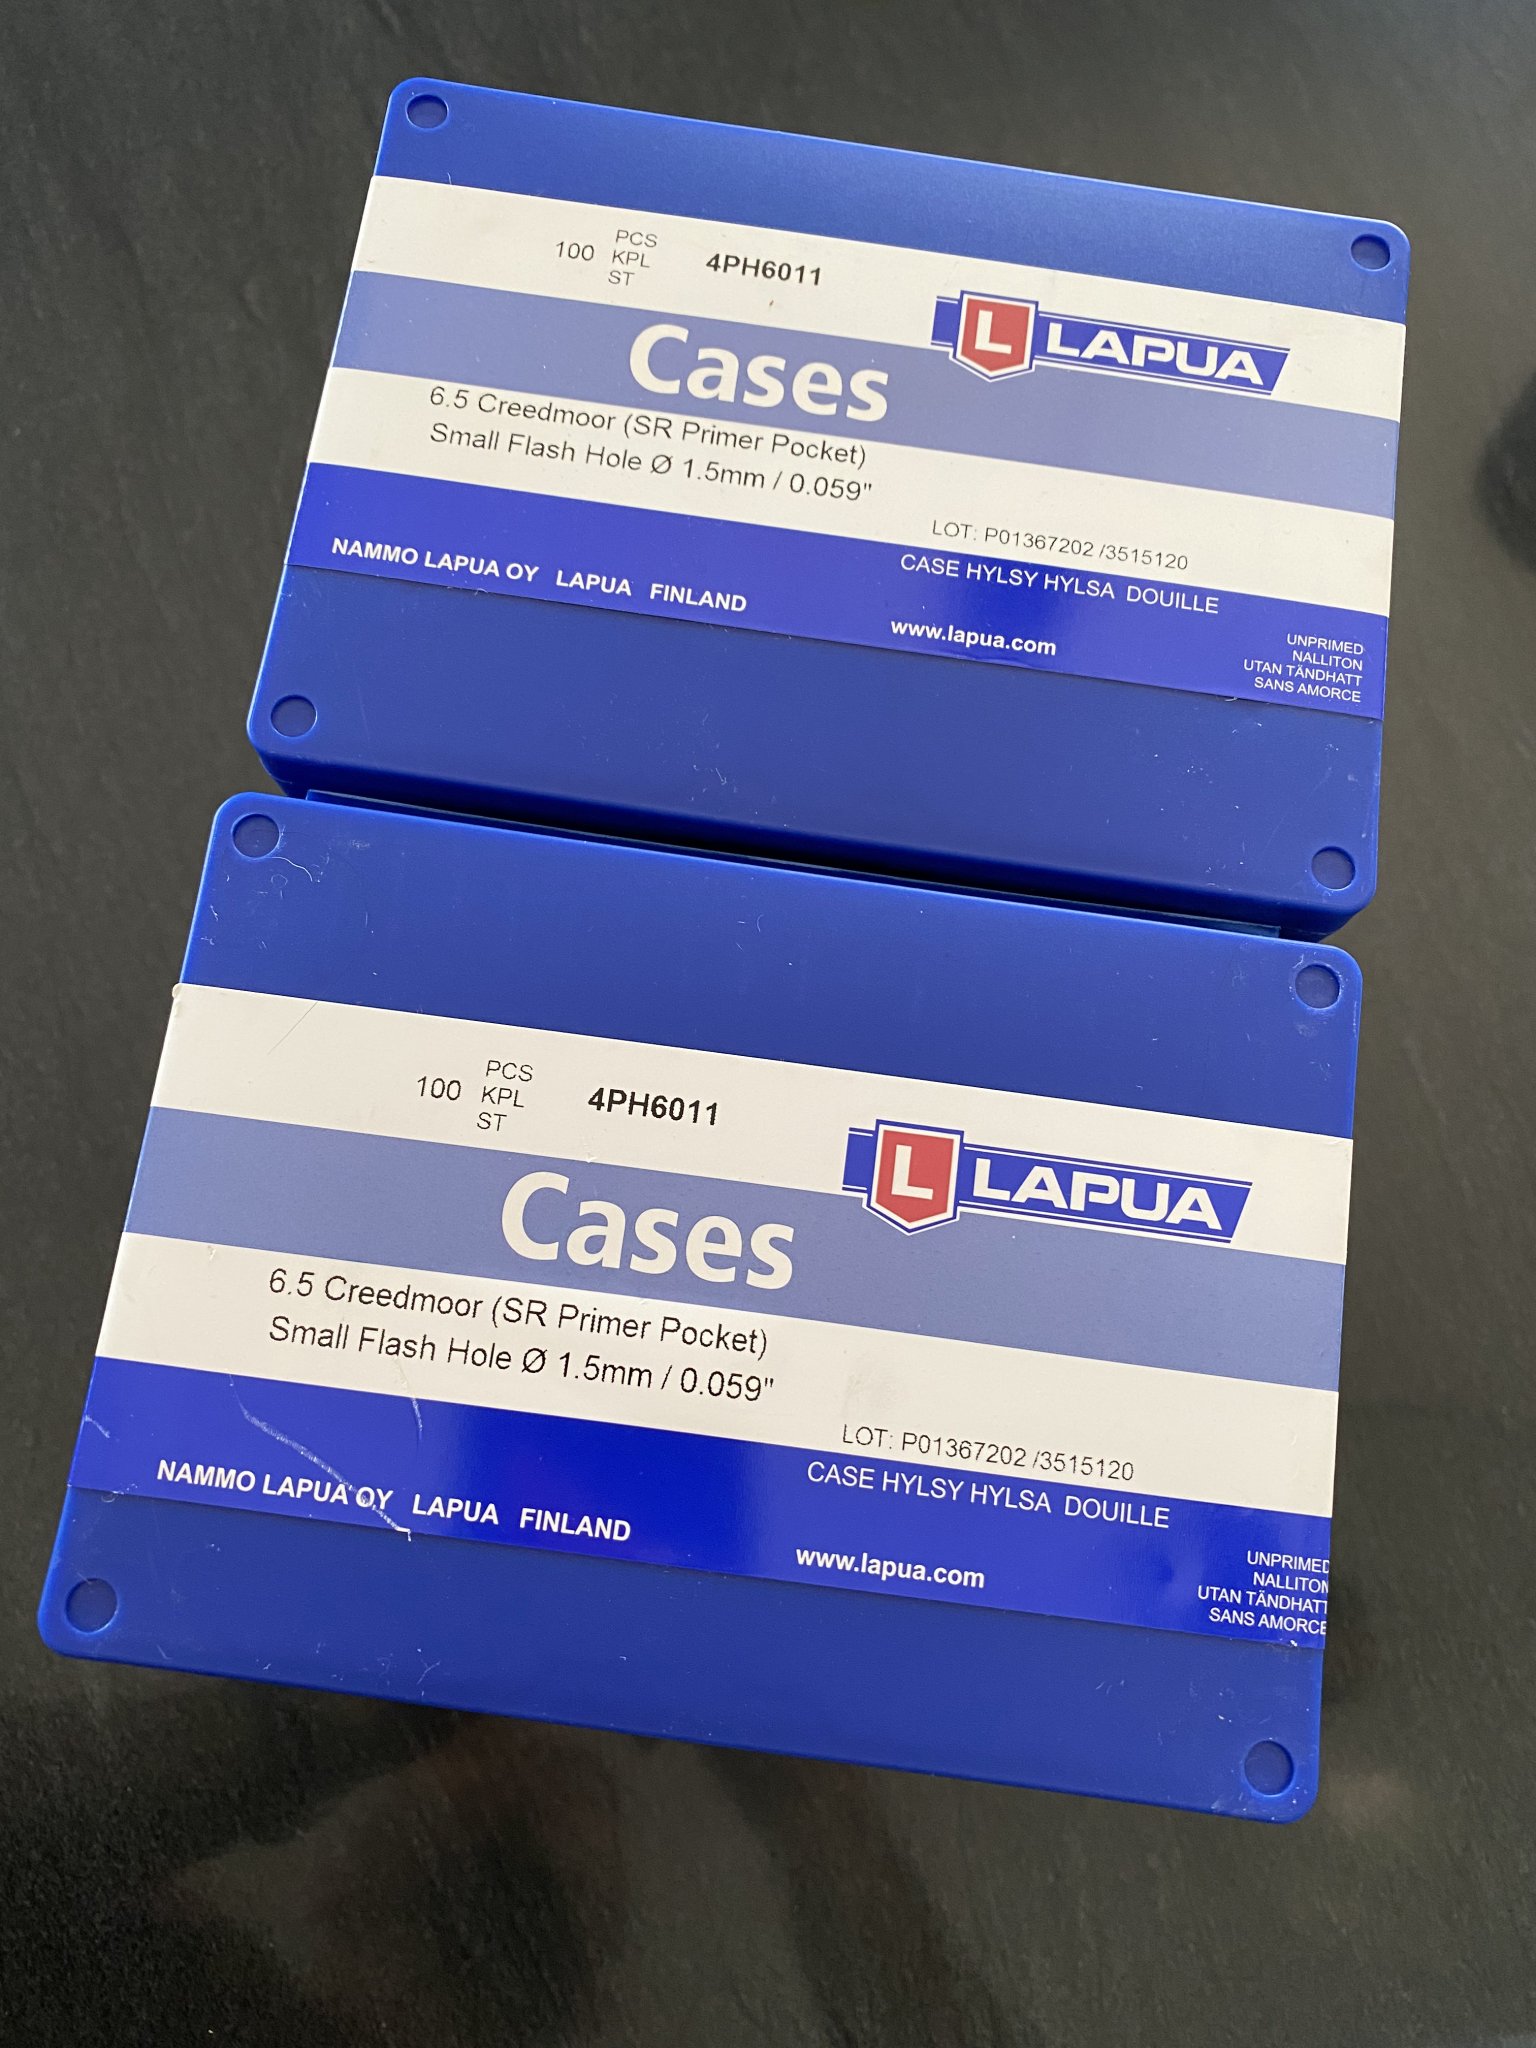 100 PCS 4PH6011
KPL
ST
L LAPUA
Cases
6.5 Creedmoor (SR Primer Pocket)
Small Flash Hole Ø 1.5mm / 0.059"
LOT: P01367202 /3515120
CASE HYLSY HYLSA DOUILLE
NAMMO LAPUA OY LAPUA FINLAND
www.lapua.com
UNPRIMED
NALLITON
UTAN TÄNDHATT
SANS AMORCE
100 PCS 4PH6011
KPL
ST
L LAPUA
Cases
6.5 Creedmoor (SR Primer Pocket)
Small Flash Hole Ø 1.5mm / 0.059"
LOT: P01367202 /3515120
CASE HYLSY HYLSA DOUILLE
NAMMO LAPUA OY LAPUA FINLAND
www.lapua.com
UNPRIMED
NALLITON
UTAN TÄNDHATT
SANS AMORCE